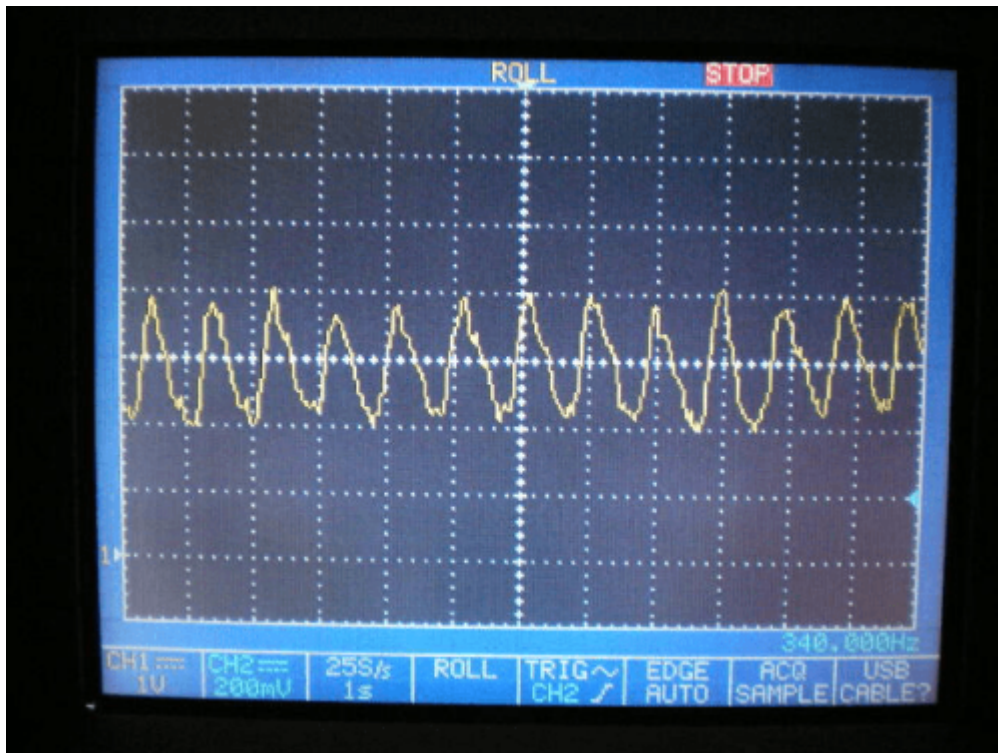 ROLL STOP
1
340.000Hz
CH1 CH2 25S/s ROLL TRIG EDGE ACQ USB
1V 200mV 1s CH2 AUTO SAMPLE CABLE?